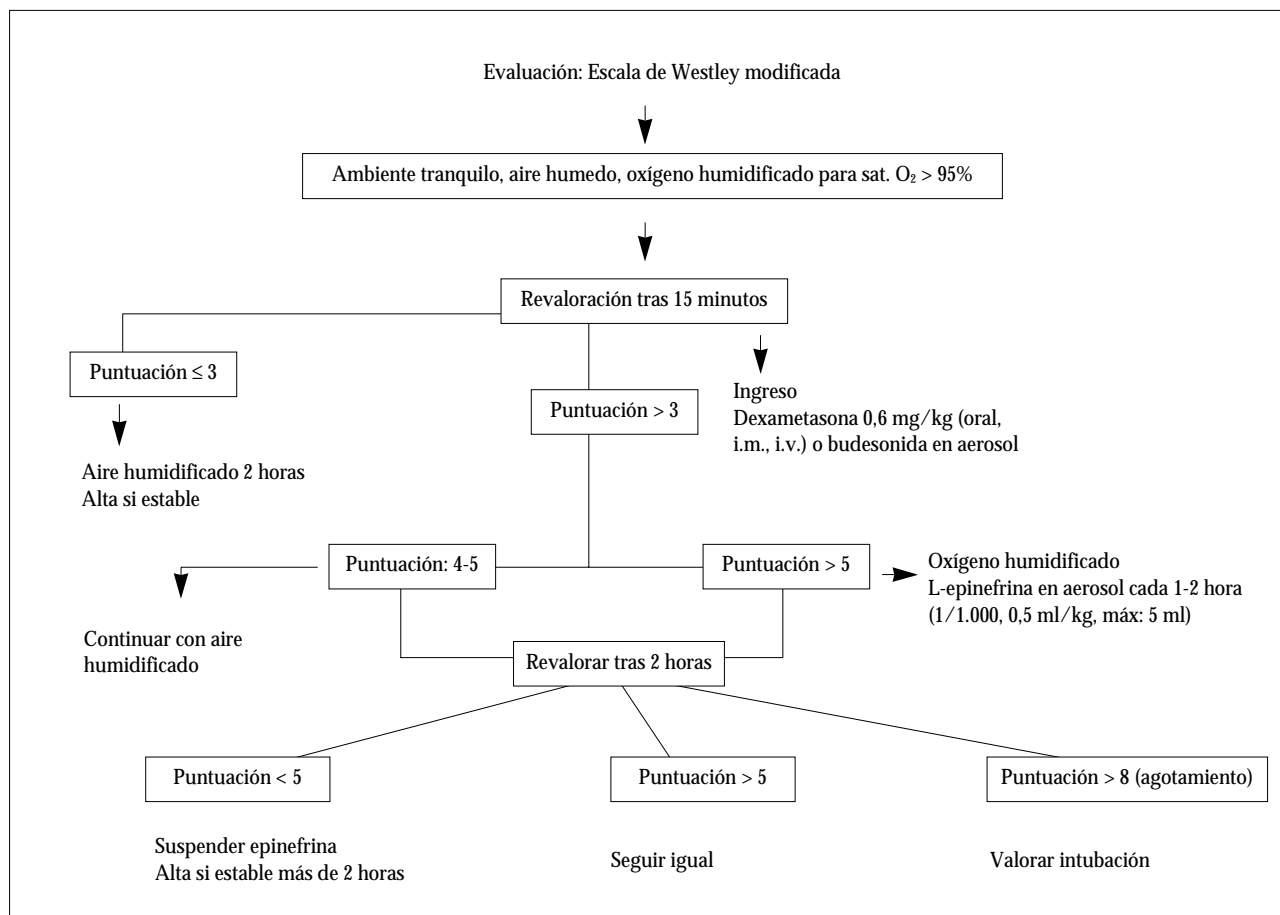 Evaluación: Escala de Westley modificada
Ambiente tranquilo, aire humedo, oxígeno humidificado para sat. O₂ > 95%
Revaloración tras 15 minutos
Puntuación ≤ 3
Aire humidificado 2 horas
Alta si estable
Puntuación > 3
Ingreso
Dexametasona 0,6 mg/kg (oral,
i.m., i.v.) o budesonida en aerosol
Puntuación: 4-5
Continuar con aire
humidificado
Puntuación > 5
Oxígeno humidificado
L-epinefrina en aerosol cada 1-2 hora
(1/1.000, 0,5 ml/kg, máx: 5 ml)
Revalorar tras 2 horas
Puntuación < 5
Suspender epinefrina
Alta si estable más de 2 horas
Puntuación > 5
Seguir igual
Puntuación > 8 (agotamiento)
Valorar intubación